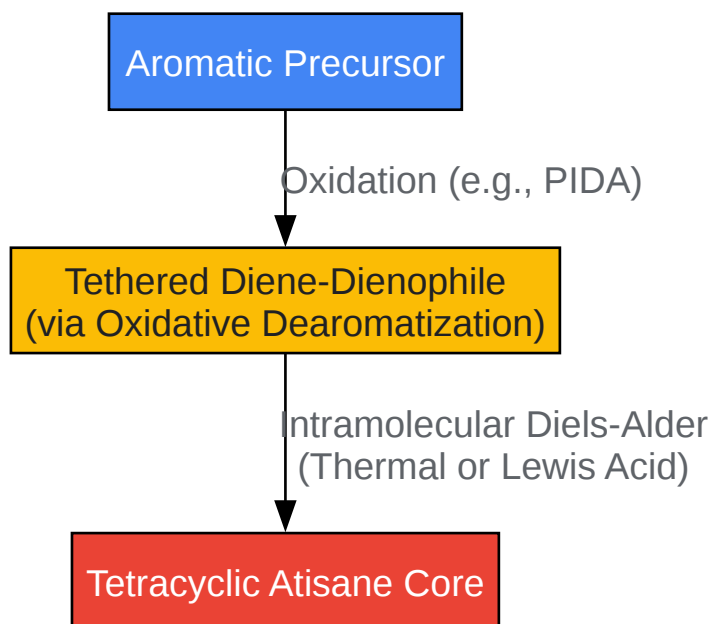 Aromatic Precursor
Oxidation (e.g., PIDA)
Tethered Diene-Dienophile
(via Oxidative Dearomatization)
Intramolecular Diels-Alder
(Thermal or Lewis Acid)
Tetracyclic Atisane Core